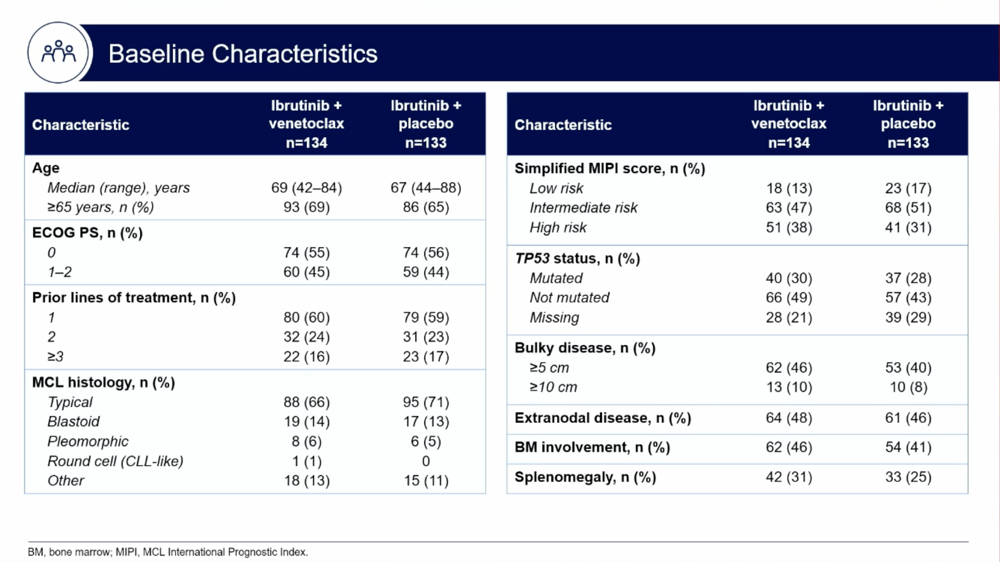 Baseline Characteristics
Characteristic Ibrutinib + venetoclax n=134 Ibrutinib + placebo n=133
Age
Median (range), years 69 (42–84) 67 (44–88)
≥65 years, n (%) 93 (69) 86 (65)
ECOG PS, n (%)
0 74 (55) 74 (56)
1–2 60 (45) 59 (44)
Prior lines of treatment, n (%)
1 80 (60) 79 (59)
2 32 (24) 31 (23)
≥3 22 (16) 23 (17)
MCL histology, n (%)
Typical 88 (66) 95 (71)
Blastoid 19 (14) 17 (13)
Pleomorphic 8 (6) 6 (5)
Round cell (CLL-like) 1 (1) 0
Other 18 (13) 15 (11)
Characteristic Ibrutinib + venetoclax n=134 Ibrutinib + placebo n=133
Simplified MIPI score, n (%)
Low risk 18 (13) 23 (17)
Intermediate risk 63 (47) 68 (51)
High risk 51 (38) 41 (31)
TP53 status, n (%)
Mutated 40 (30) 37 (28)
Not mutated 66 (49) 57 (43)
Missing 28 (21) 39 (29)
Bulky disease, n (%)
≥5 cm 62 (46) 53 (40)
≥10 cm 13 (10) 10 (8)
Extranodal disease, n (%) 64 (48) 61 (46)
BM involvement, n (%) 62 (46) 54 (41)
Splenomegaly, n (%) 42 (31) 33 (25)
BM, bone marrow; MIPI, MCL International Prognostic Index.